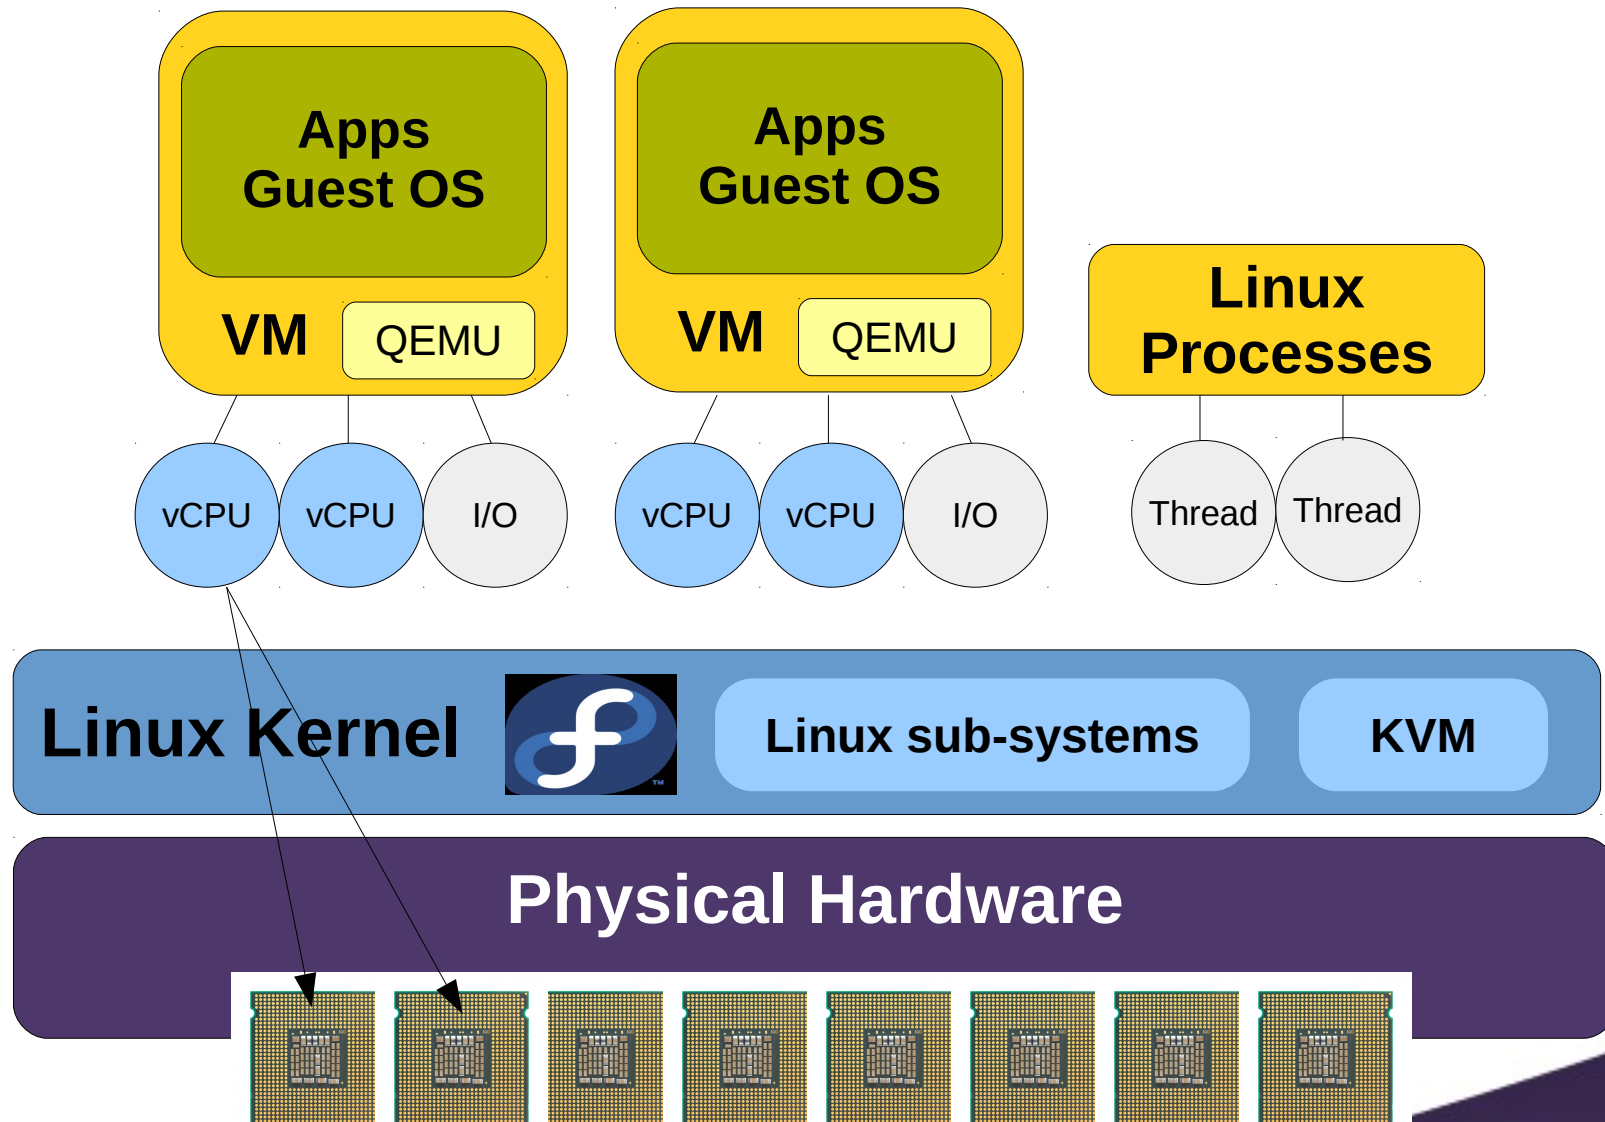 Apps
Guest OS
VM
QEMU
Apps
Guest OS
VM
QEMU
Linux
Processes
vCPU
vCPU
I/O
vCPU
vCPU
I/O
Thread
Thread
Linux Kernel
TM
Linux sub-systems
KVM
Physical Hardware